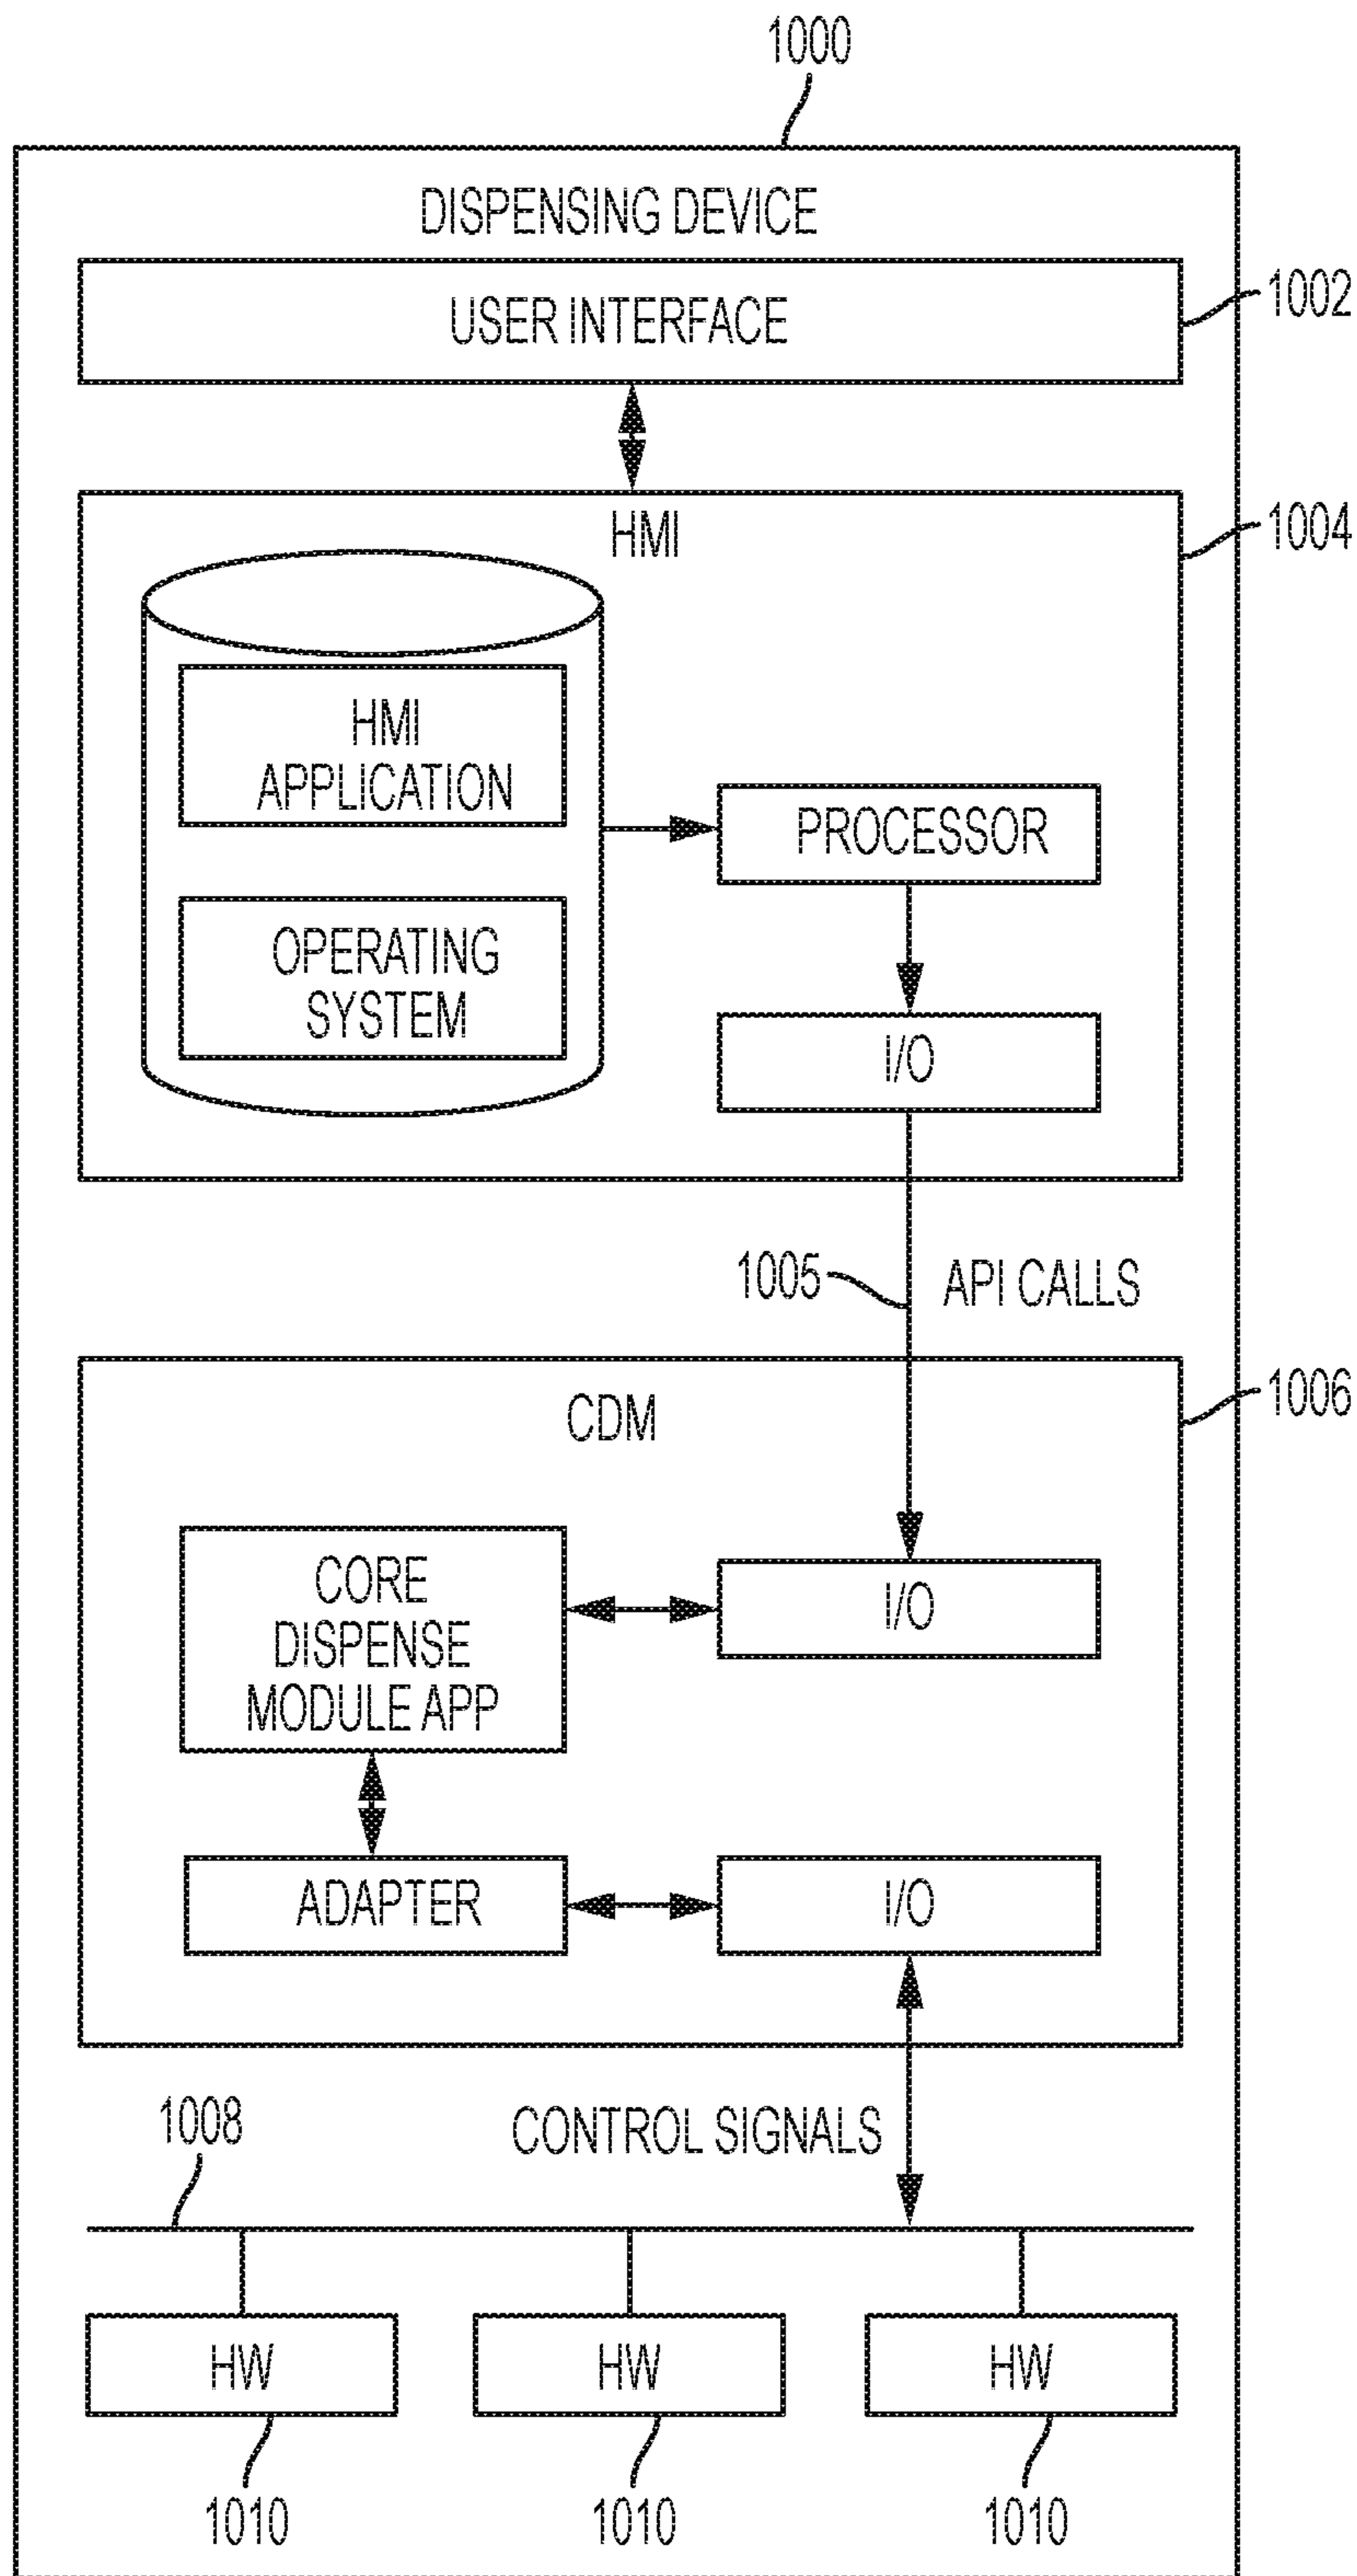 1000
DISPENSING DEVICE
USER INTERFACE
1002
HMI
1004
HMI
APPLICATION
PROCESSOR
OPERATING
SYSTEM
I/O
1005
API CALLS
CDM
1006
CORE
DISPENSE
MODULE APP
I/O
ADAPTER
I/O
1008
CONTROL SIGNALS
HW
HW
HW
1010
1010
1010